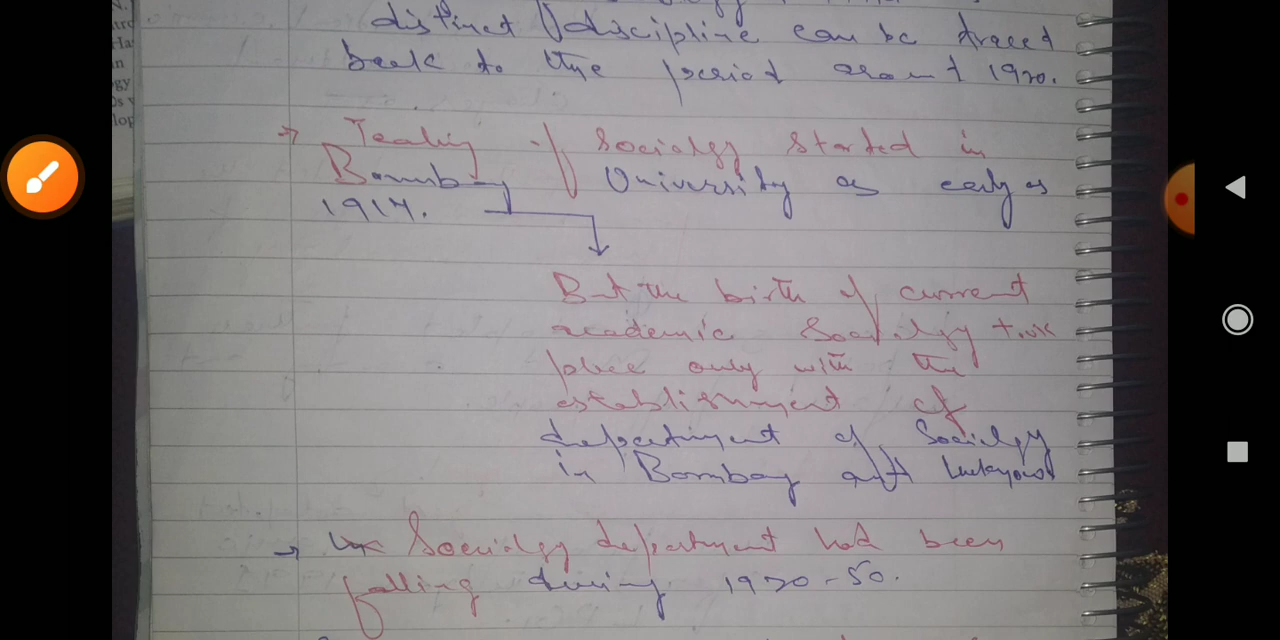 distinct discipline can be traced
back to the period around 1920.
→ Teaching of Sociology started in
Bombay University as early as
1914.
But the birth of current
academic Sociology took
place only with the
establishment of
department of Sociology
in Bombay and Lucknow
→ Sociology department had been
falling during 1920-50.